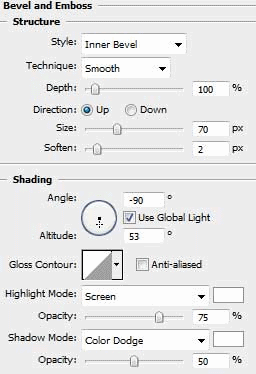 Bevel and Emboss
Structure
Style: Inner Bevel
Technique: Smooth
Depth: 100 %
Direction: Up Down
Size: 70 px
Soften: 2 px
Shading
Angle: -90 °
Use Global Light
Altitude: 53 °
Gloss Contour: Anti-aliased
Highlight Mode: Screen
Opacity: 75 %
Shadow Mode: Color Dodge
Opacity: 50 %